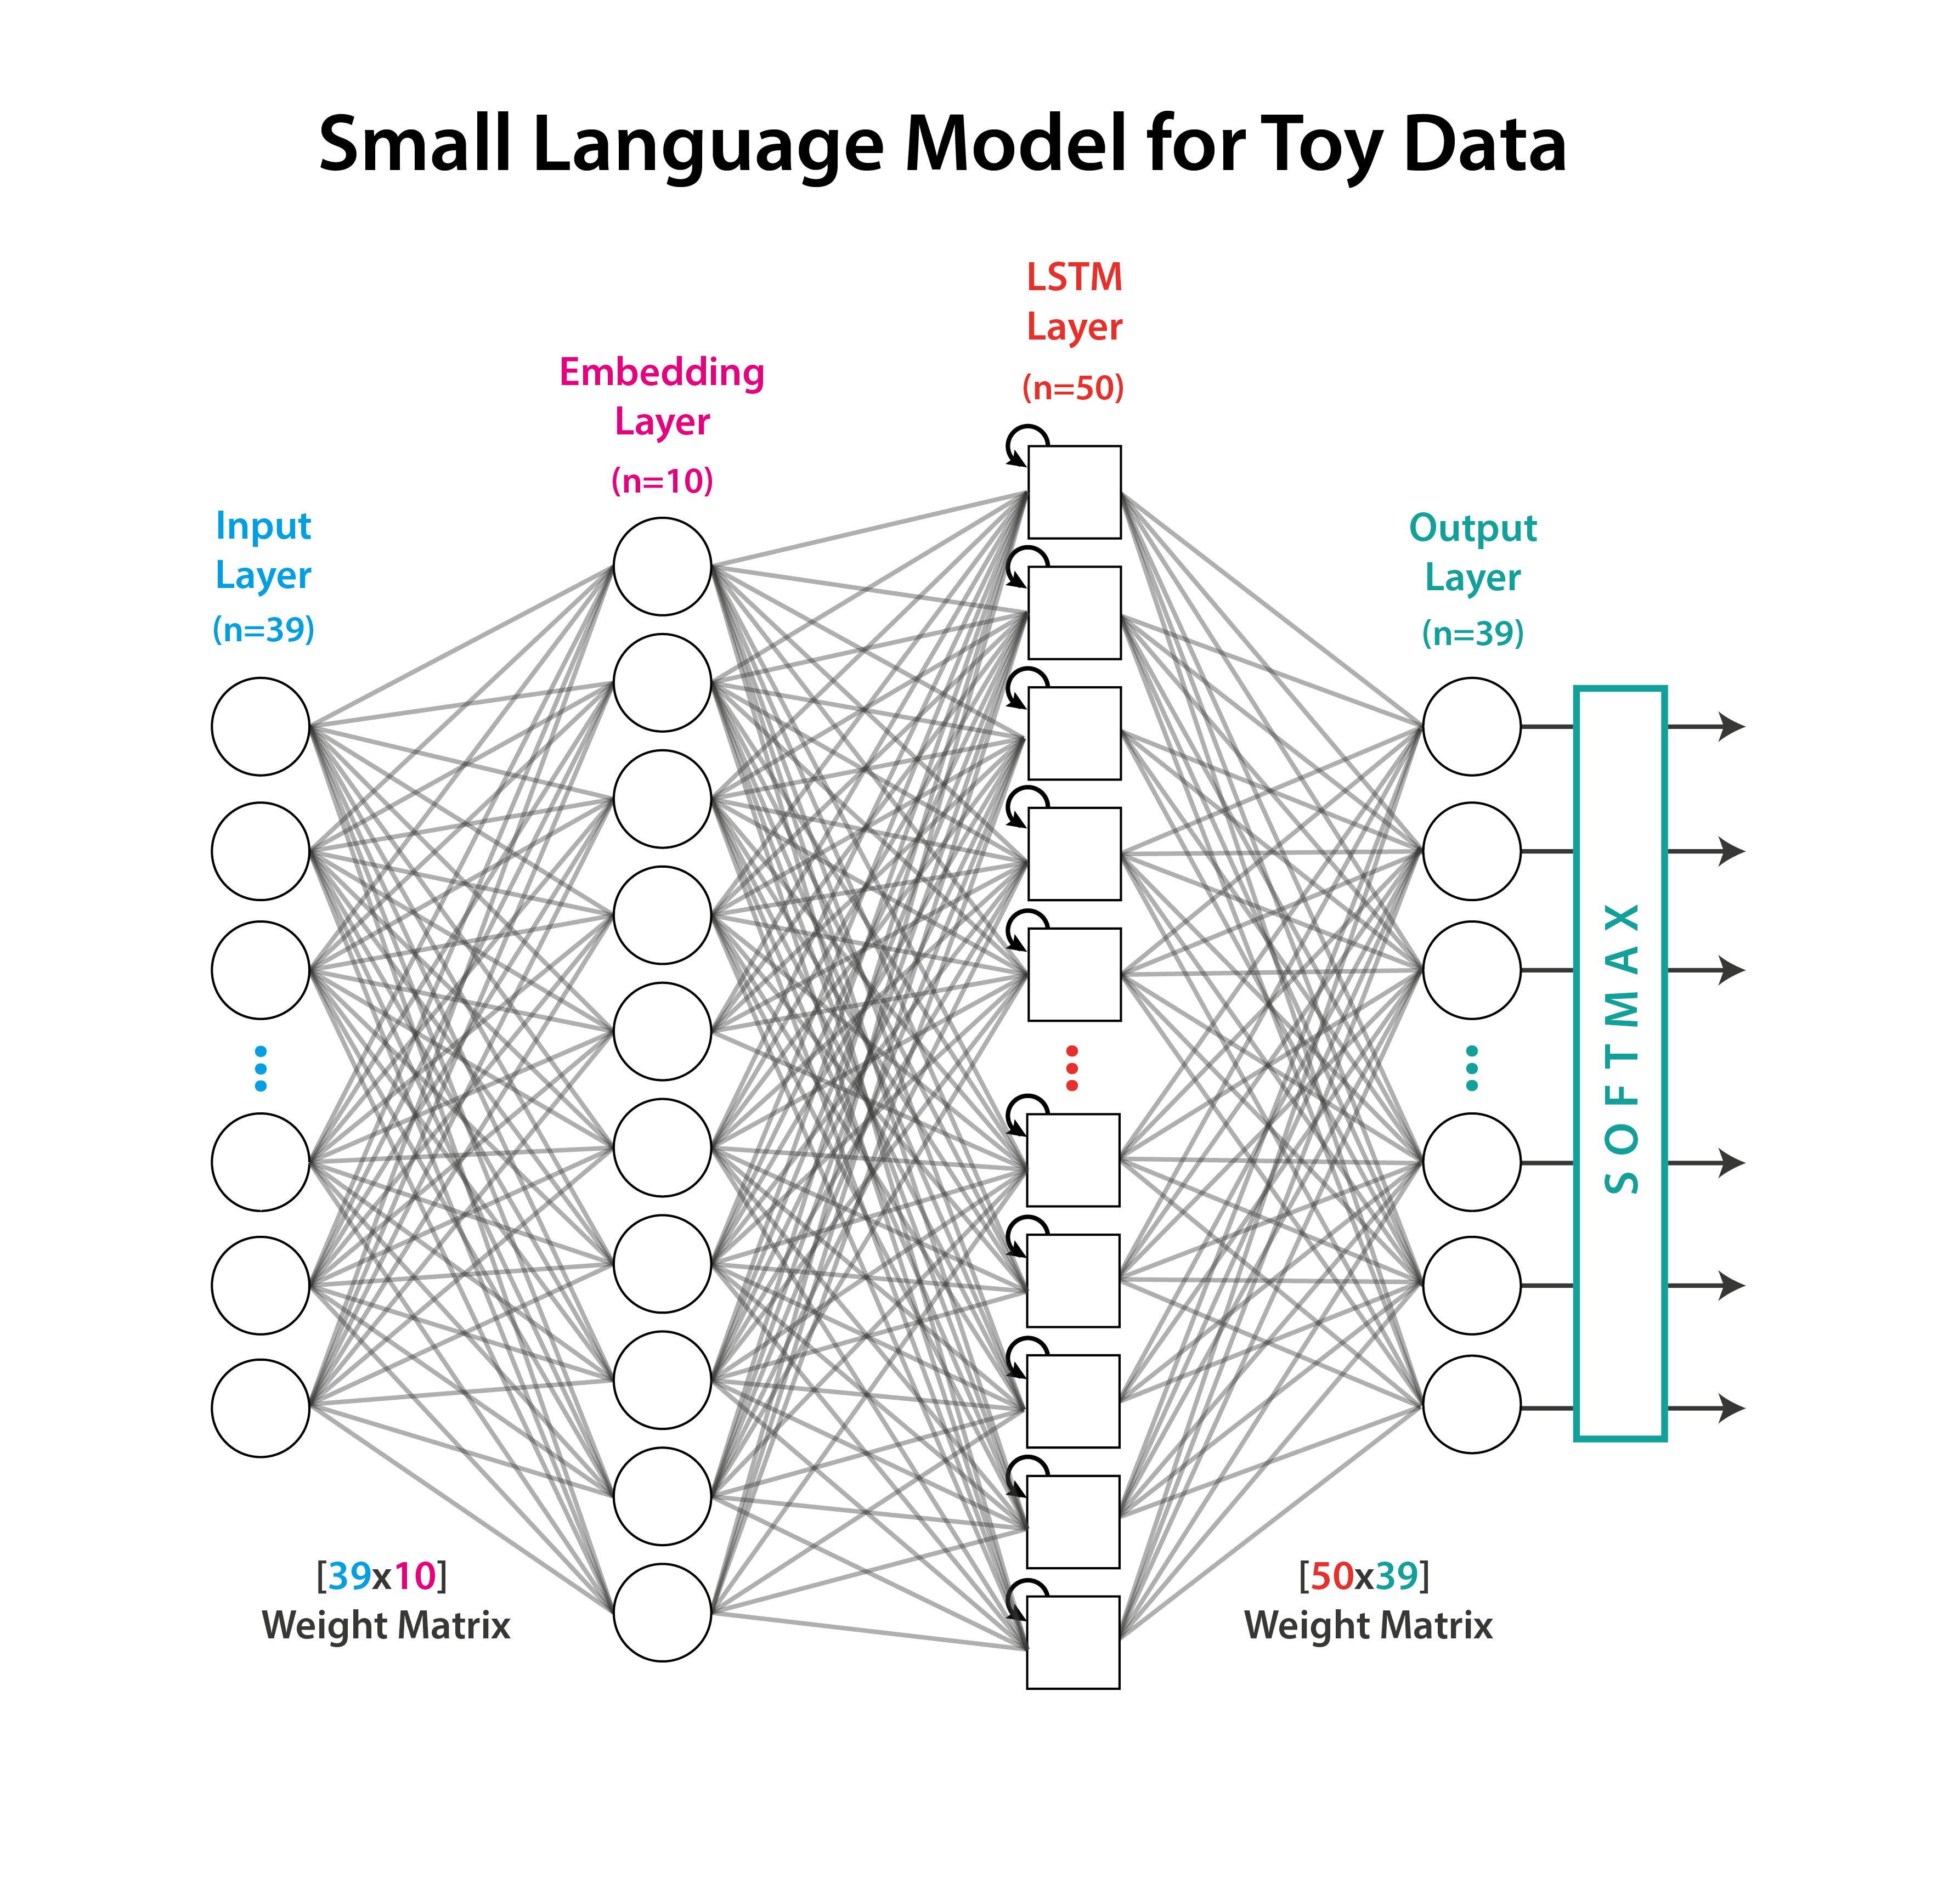 Small Language Model for Toy Data
Input
Layer
(n=39)
Embedding
Layer
(n=10)
LSTM
Layer
(n=50)
Output
Layer
(n=39)
SOFTMAX
[39x10]
Weight Matrix
[50x39]
Weight Matrix